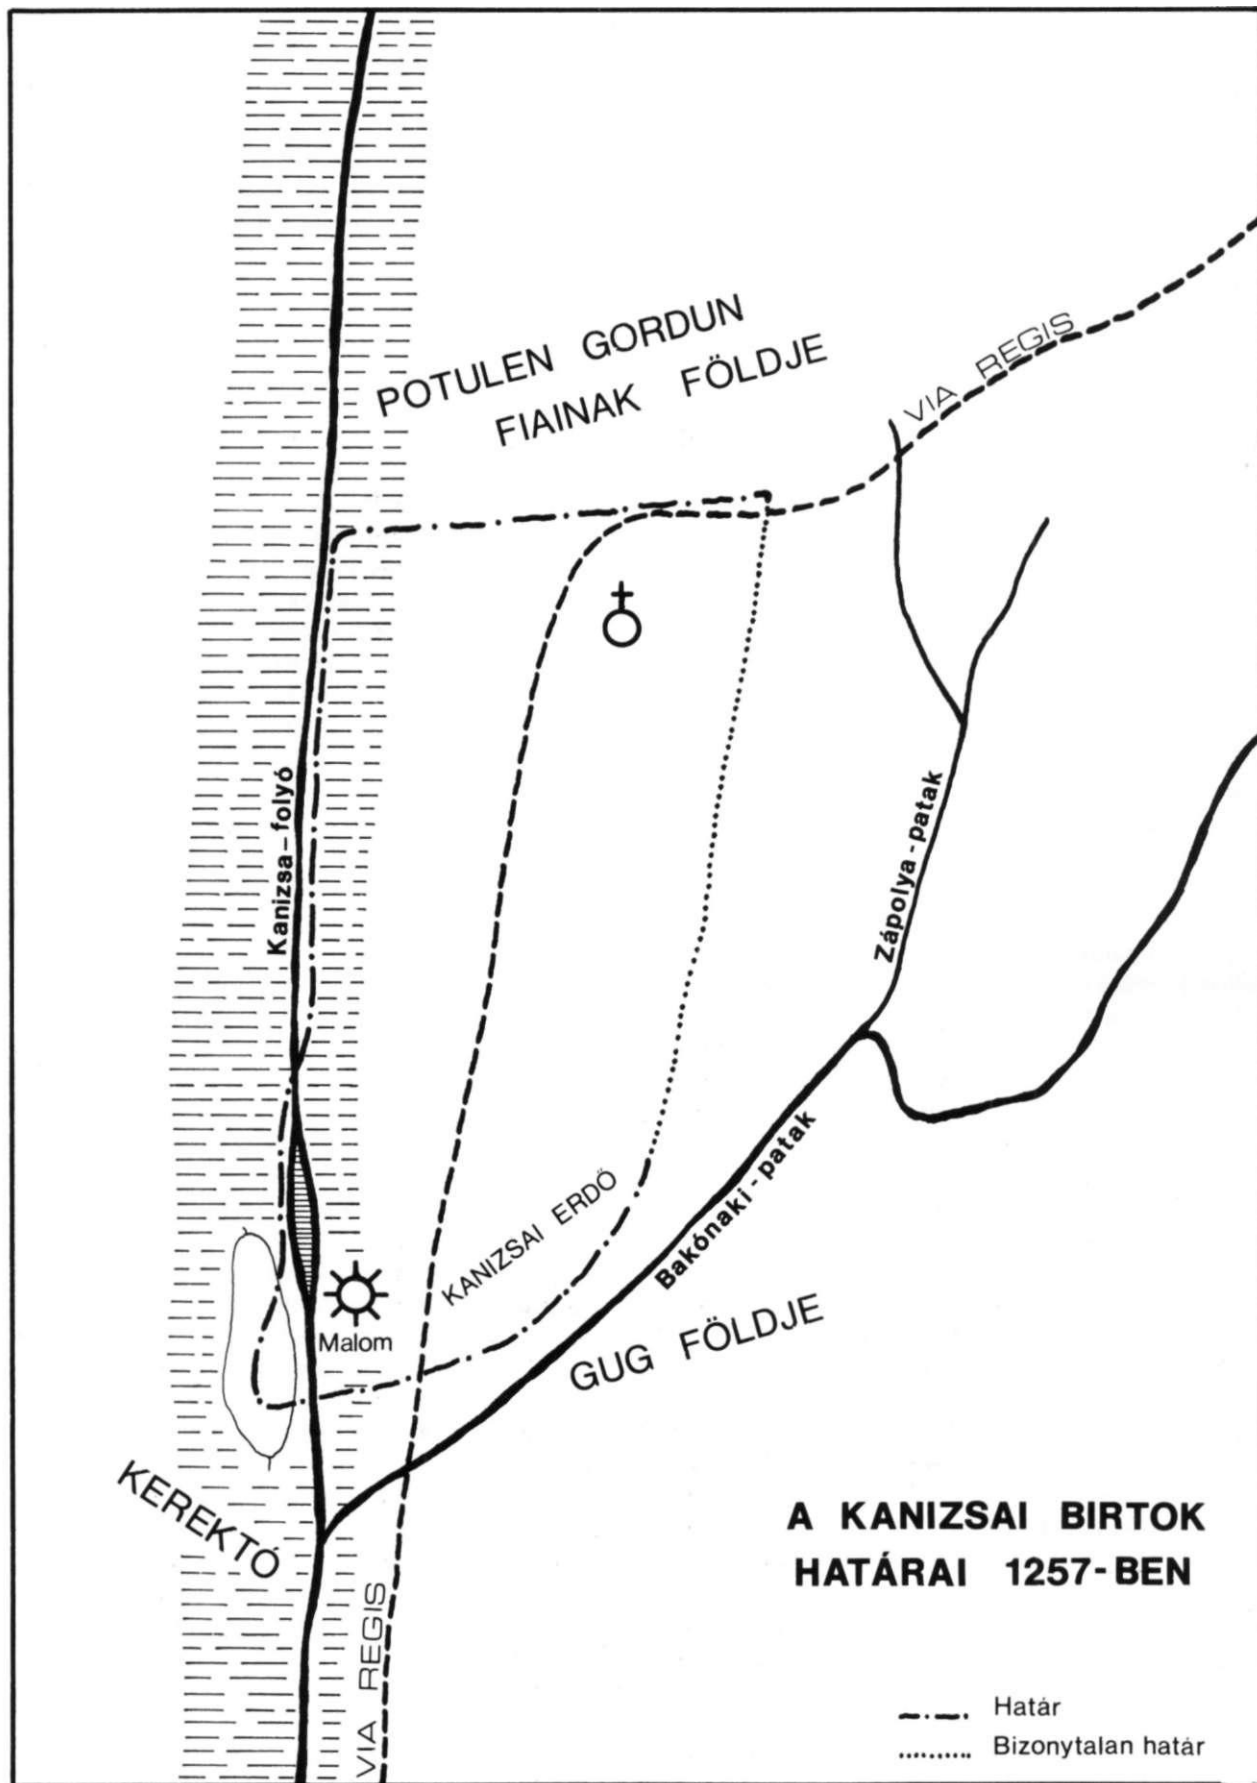 POTULEN GORDUN
FIAINAK FÖLDJE
VIA REGIS
Kanizsa-folyó
Zápolya-patak
KANIZSAI ERDŐ
Bakónaki-patak
Malom
GUG FÖLDJE
KEREKTÓ
A KANIZSAI BIRTOK
HATÁRAI 1257-BEN
VIA REGIS
Határ
Bizonytalan határ